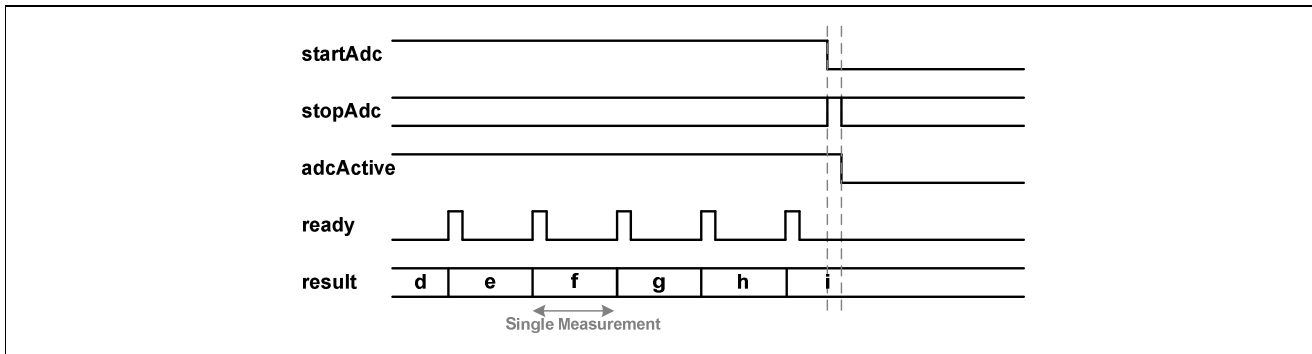 startAdc
stopAdc
adcActive
ready
result d e f g h i
Single Measurement